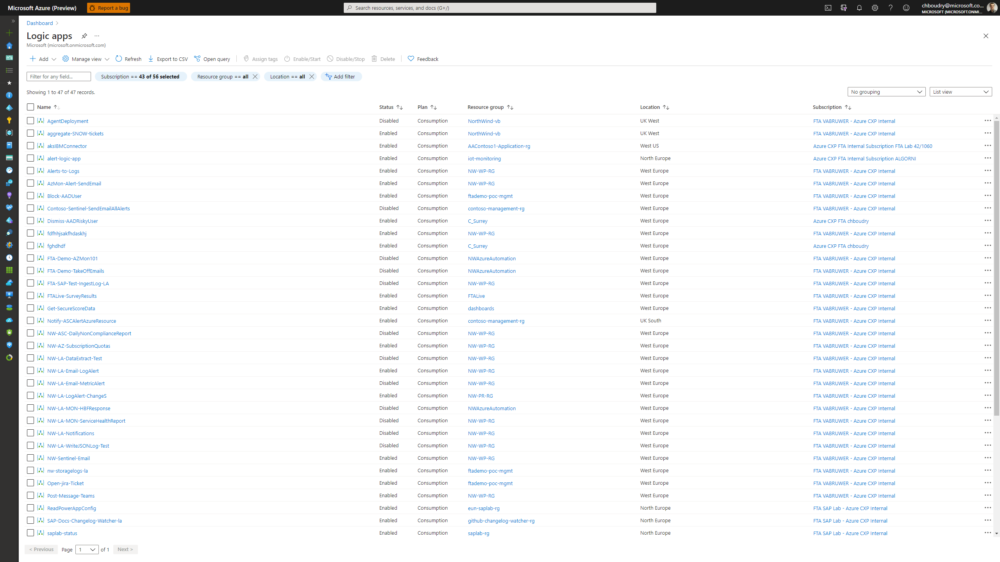 Microsoft Azure (Preview) Report a bug Search resources, services, and docs (G+/) chboudry@microsoft.co...
MICROSOFT (MICROSOFT.ONMI...
Dashboard
Logic apps
Microsoft (microsoft.onmicrosoft.com)
Add Manage view Refresh Export to CSV Open query Assign tags Enable/Start Disable/Stop Delete Feedback
Filter for any field... Subscription == 43 of 56 selected Resource group == all Location == all Add filter
Showing 1 to 47 of 47 records. No grouping List view
Name Status Plan Resource group Location Subscription
AgentDeployment Disabled Consumption NorthWind-vb UK West FTA VABRUWER - Azure CXP Internal
aggregate-SNOW-tickets Enabled Consumption NorthWind-vb UK West FTA VABRUWER - Azure CXP Internal
aksIBMConnector Enabled Consumption AAContoso1-Application-rg West US Azure CXP FTA Internal Subscription FTA Lab 42/1060
alert-logic-app Enabled Consumption iot-monitoring North Europe Azure CXP FTA Internal Subscription ALGORNI
Alerts-to-Logs Enabled Consumption NW-WP-RG West Europe FTA VABRUWER - Azure CXP Internal
AzMon-Alert-SendEmail Enabled Consumption NW-WP-RG West Europe FTA VABRUWER - Azure CXP Internal
Block-AADUser Enabled Consumption ftademo-poc-mgmt West Europe FTA VABRUWER - Azure CXP Internal
Contoso-Sentinel-SendEmailAllAlerts Disabled Consumption contoso-management-rg West Europe FTA VABRUWER - Azure CXP Internal
Dismiss-AADRiskyUser Enabled Consumption C_Surrey West Europe Azure CXP FTA chboudry
fdfhhjsakfhdaskhj Enabled Consumption NW-WP-RG West Europe FTA VABRUWER - Azure CXP Internal
fghdhdf Enabled Consumption C_Surrey West Europe Azure CXP FTA chboudry
FTA-Demo-AZMon101 Disabled Consumption NWAzureAutomation West Europe FTA VABRUWER - Azure CXP Internal
FTA-Demo-TakeOffEmails Disabled Consumption NWAzureAutomation West Europe FTA VABRUWER - Azure CXP Internal
FTA-SAP-Test-IngestLog-LA Disabled Consumption NW-WP-RG West Europe FTA VABRUWER - Azure CXP Internal
FTALive-SurveyResults Enabled Consumption FTALive West Europe FTA VABRUWER - Azure CXP Internal
Get-SecureScoreData Enabled Consumption dashboards West Europe FTA VABRUWER - Azure CXP Internal
Notify-ASCAlertAzureResource Enabled Consumption contoso-management-rg UK South FTA VABRUWER - Azure CXP Internal
NW-ASC-DailyNonComplianceReport Disabled Consumption NW-WP-RG West Europe FTA VABRUWER - Azure CXP Internal
NW-AZ-SubscriptionQuotas Enabled Consumption NW-WP-RG West Europe FTA VABRUWER - Azure CXP Internal
NW-LA-DataExtract-Test Disabled Consumption NW-WP-RG West Europe FTA VABRUWER - Azure CXP Internal
NW-LA-Email-LogAlert Enabled Consumption NW-WP-RG West Europe FTA VABRUWER - Azure CXP Internal
NW-LA-Email-MetricAlert Disabled Consumption NW-WP-RG West Europe FTA VABRUWER - Azure CXP Internal
NW-LA-LogAlert-ChangeS Enabled Consumption NW-PR-RG West Europe FTA VABRUWER - Azure CXP Internal
NW-LA-MON-HBFResponse Disabled Consumption NWAzureAutomation West Europe FTA VABRUWER - Azure CXP Internal
NW-LA-MON-ServiceHealthReport Disabled Consumption NW-WP-RG West Europe FTA VABRUWER - Azure CXP Internal
NW-LA-Notifications Disabled Consumption NW-WP-RG West Europe FTA VABRUWER - Azure CXP Internal
NW-LA-WriteJSONLog-Test Disabled Consumption NW-WP-RG West Europe FTA VABRUWER - Azure CXP Internal
NW-Sentinel-Email Enabled Consumption NW-WP-RG West Europe FTA VABRUWER - Azure CXP Internal
nw-storagelogs-la Enabled Consumption ftademo-poc-mgmt West Europe FTA VABRUWER - Azure CXP Internal
Open-jira-Ticket Enabled Consumption ftademo-poc-mgmt West Europe FTA VABRUWER - Azure CXP Internal
Post-Message-Teams Enabled Consumption NW-WP-RG West Europe FTA VABRUWER - Azure CXP Internal
ReadPowerAppConfig Enabled Consumption eun-saplab-rg North Europe FTA SAP Lab - Azure CXP Internal
SAP-Docs-Changelog-Watcher-la Enabled Consumption github-changelog-watcher-rg North Europe FTA SAP Lab - Azure CXP Internal
saplab-status Enabled Consumption saplab-rg North Europe FTA SAP Lab - Azure CXP Internal
< Previous Page 1 of 1 Next >